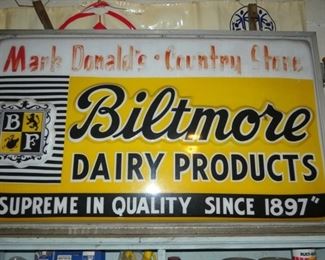 Mark Donald's · Country Store
B F
Biltmore
DAIRY PRODUCTS
SUPREME IN QUALITY SINCE 1897"